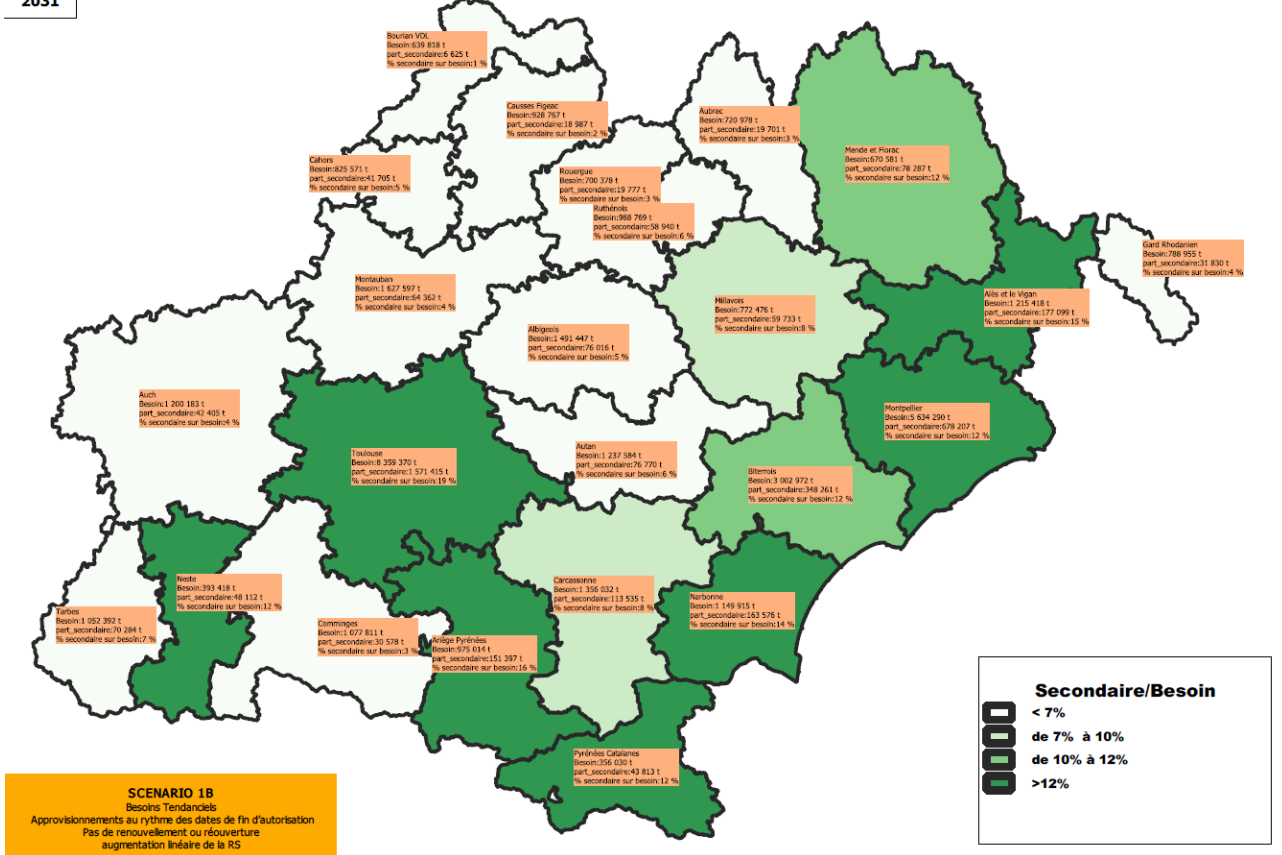 2031
Bourian VDL
Besoin:639 818 t
part_secondaire:6 625 t
% secondaire sur besoin:1 %
Causses Figeac
Besoin:928 767 t
part_secondaire:18 987 t
% secondaire sur besoin:2 %
Aubrac
Besoin:720 978 t
part_secondaire:19 701 t
% secondaire sur besoin:3 %
Mende et Florac
Besoin:670 581 t
part_secondaire:78 287 t
% secondaire sur besoin:12 %
Cahors
Besoin:825 571 t
part_secondaire:41 705 t
% secondaire sur besoin:5 %
Rouergue
Besoin:700 378 t
part_secondaire:19 777 t
% secondaire sur besoin:3 %
Ruthénois
Besoin:988 769 t
part_secondaire:58 940 t
% secondaire sur besoin:6 %
Gard Rhodanien
Besoin:788 955 t
part_secondaire:31 830 t
% secondaire sur besoin:4 %
Montauban
Besoin:1 627 597 t
part_secondaire:64 362 t
% secondaire sur besoin:4 %
Millavois
Besoin:772 476 t
part_secondaire:59 733 t
% secondaire sur besoin:8 %
Alès et le Vigan
Besoin:1 215 418 t
part_secondaire:177 099 t
% secondaire sur besoin:15 %
Albigeois
Besoin:1 491 447 t
part_secondaire:76 016 t
% secondaire sur besoin:5 %
Auch
Besoin:1 200 183 t
part_secondaire:42 405 t
% secondaire sur besoin:4 %
Montpellier
Besoin:5 634 290 t
part_secondaire:678 207 t
% secondaire sur besoin:12 %
Toulouse
Besoin:8 359 370 t
part_secondaire:1 571 415 t
% secondaire sur besoin:19 %
Autan
Besoin:1 237 584 t
part_secondaire:76 770 t
% secondaire sur besoin:6 %
Biterrois
Besoin:3 002 972 t
part_secondaire:348 261 t
% secondaire sur besoin:12 %
Neste
Besoin:393 418 t
part_secondaire:48 112 t
% secondaire sur besoin:12 %
Carcassonne
Besoin:1 356 032 t
part_secondaire:113 535 t
% secondaire sur besoin:8 %
Narbonne
Besoin:1 149 915 t
part_secondaire:163 576 t
% secondaire sur besoin:14 %
Tarbes
Besoin:1 052 392 t
part_secondaire:70 284 t
% secondaire sur besoin:7 %
Comminges
Besoin:1 077 811 t
part_secondaire:30 578 t
% secondaire sur besoin:3 %
Ariège Pyrénées
Besoin:975 014 t
part_secondaire:151 397 t
% secondaire sur besoin:16 %
Pyrénées Catalanes
Besoin:356 030 t
part_secondaire:43 813 t
% secondaire sur besoin:12 %
Secondaire/Besoin
< 7%
de 7% à 10%
de 10% à 12%
>12%
SCENARIO 1B
Besoins Tendanciels
Approvisionnements au rythme des dates de fin d'autorisation
Pas de renouvellement ou réouverture
augmentation linéaire de la RS